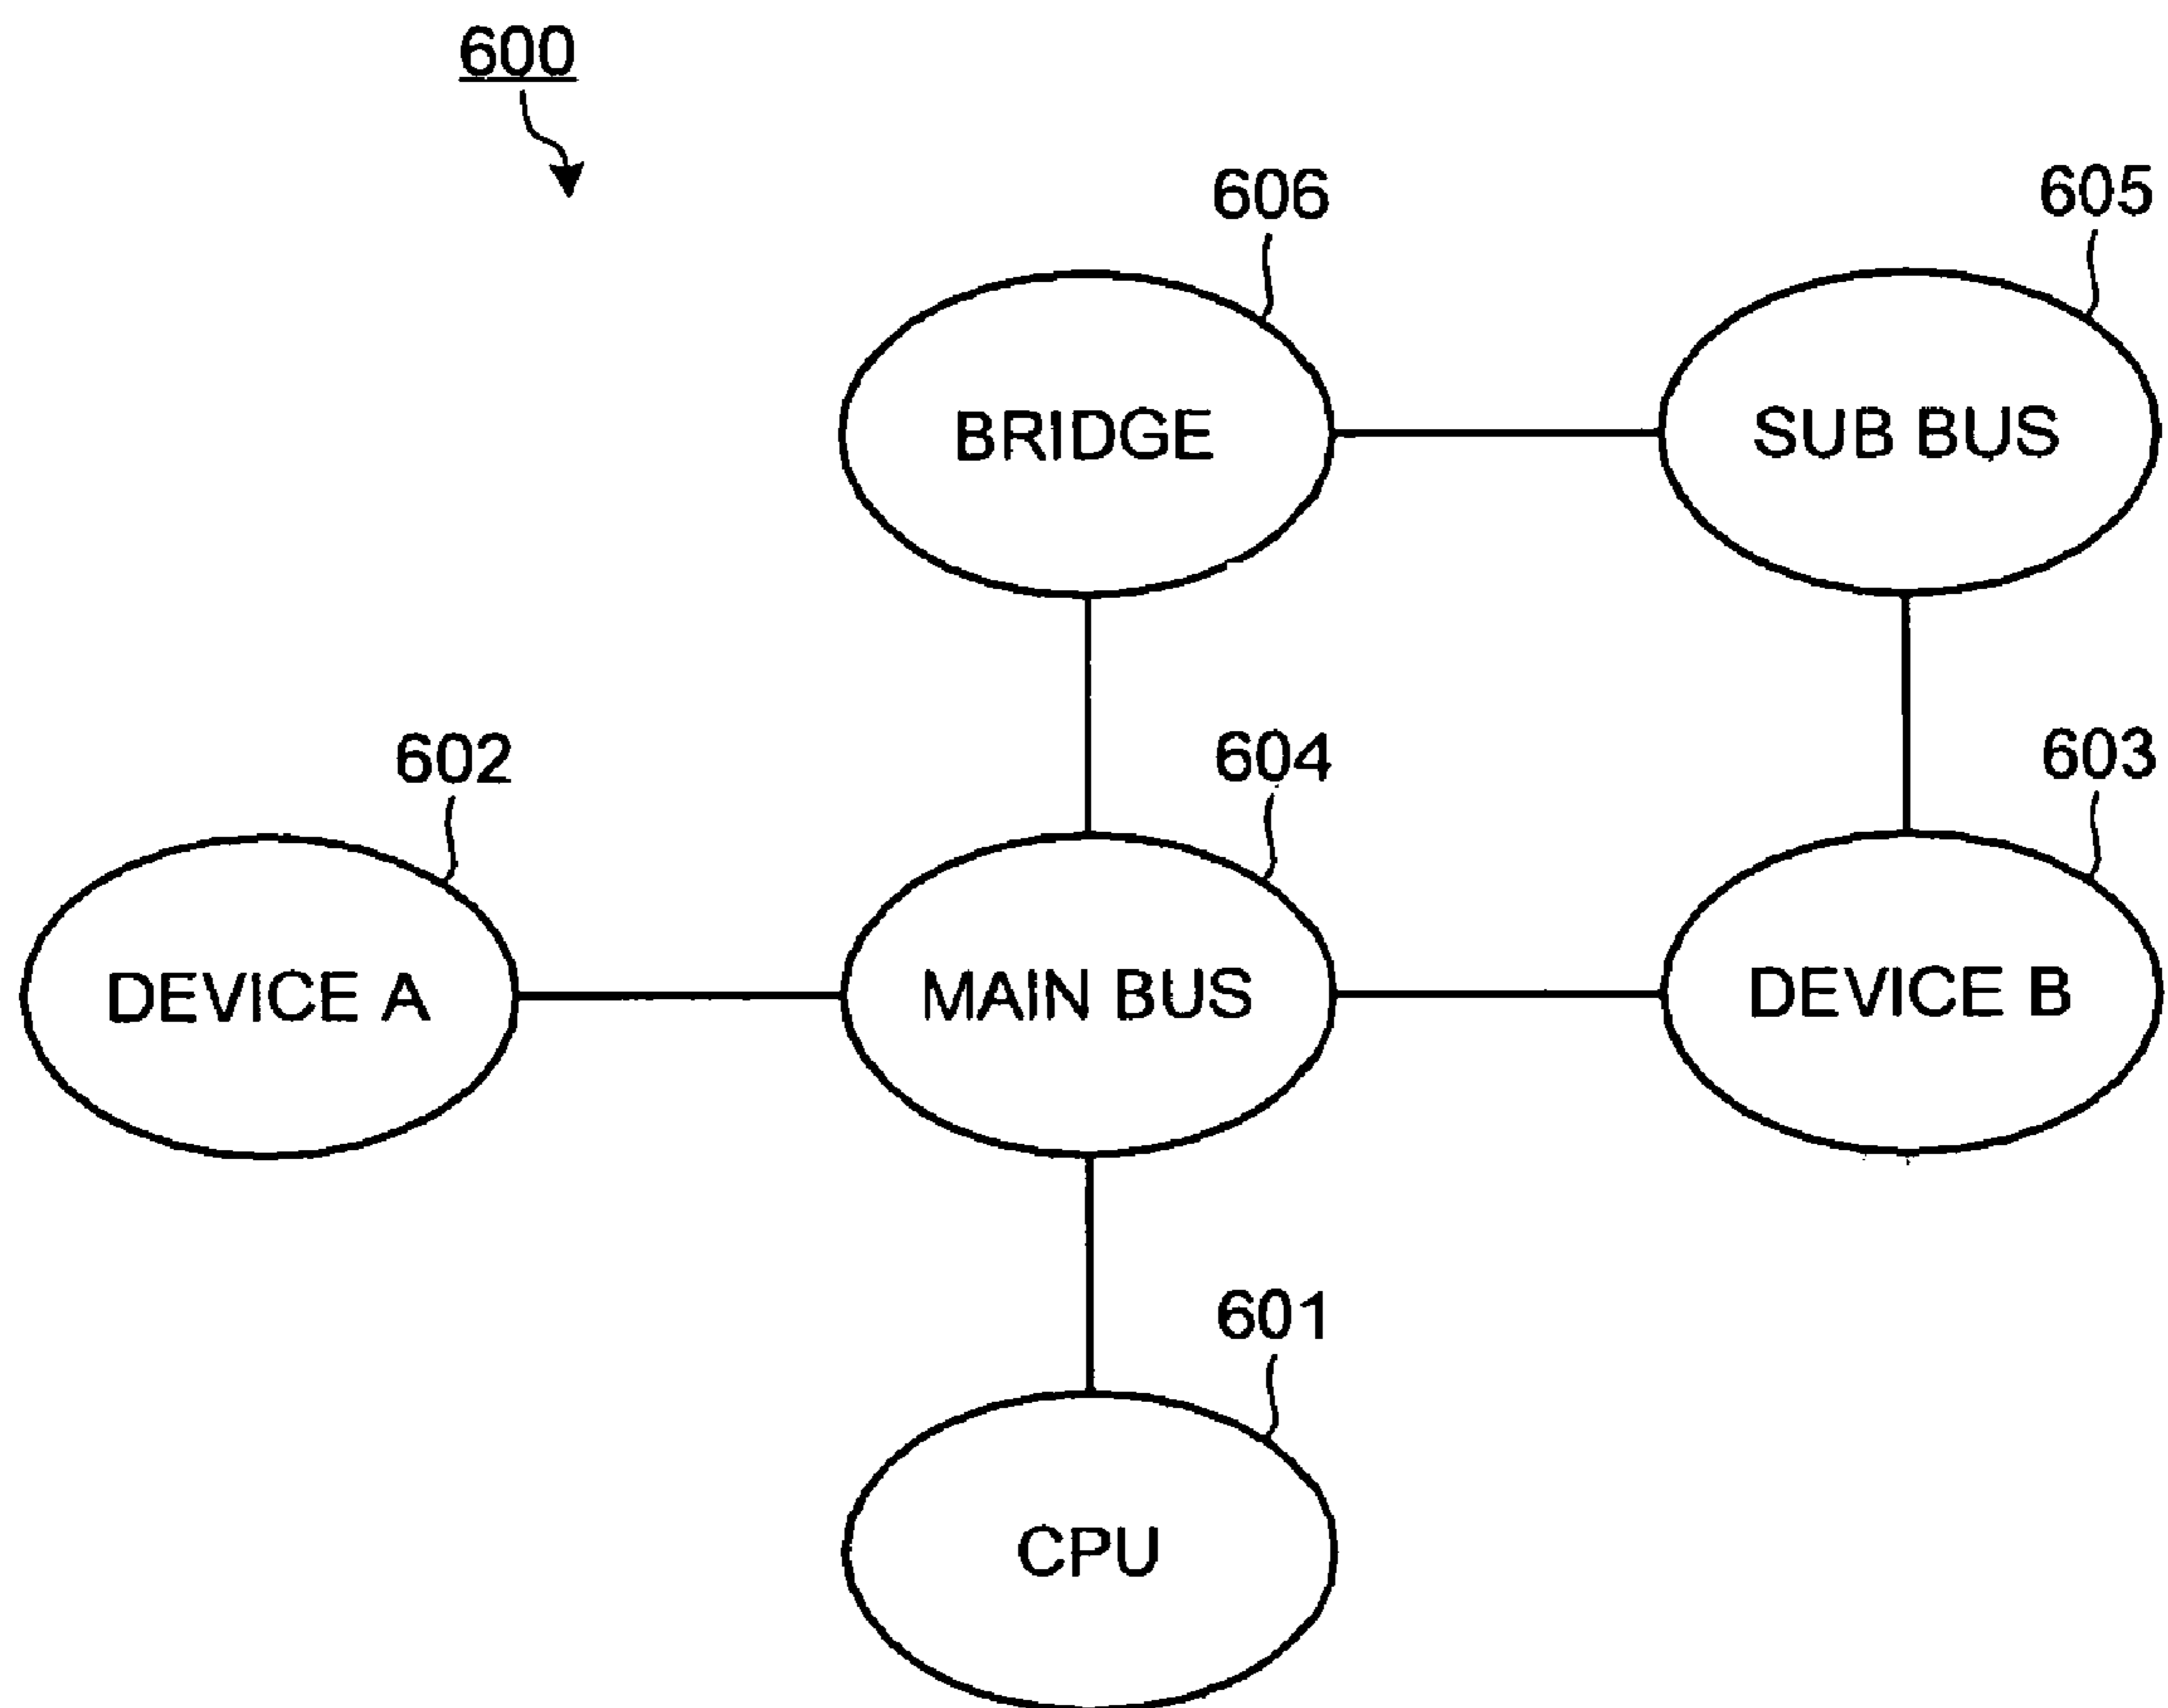 600
606
605
BRIDGE
SUB BUS
602
604
603
DEVICE A
MAIN BUS
DEVICE B
601
CPU